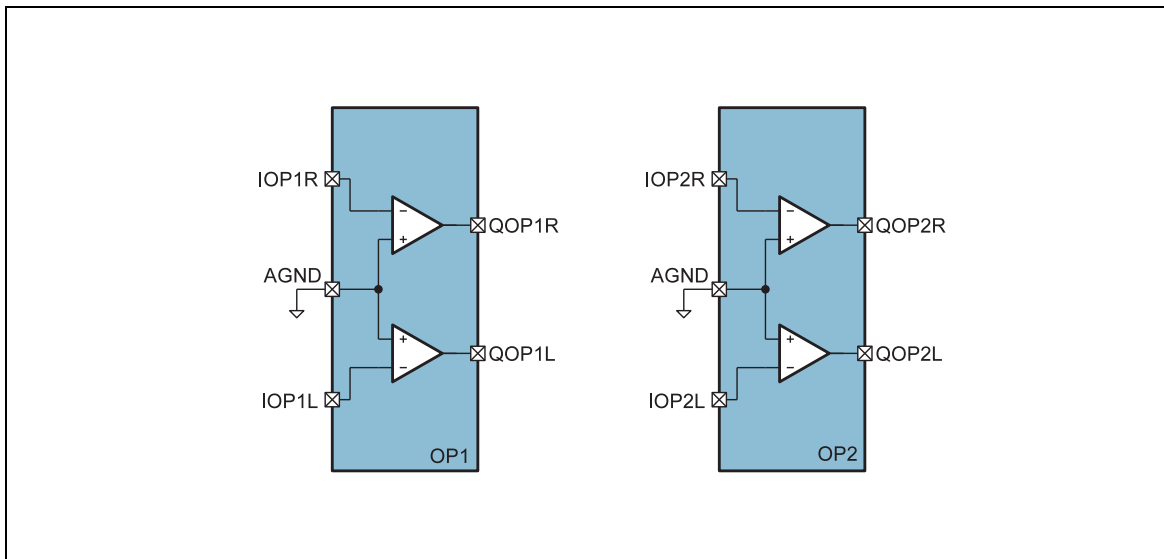 IOP1R
−
+
QOP1R
AGND
+
−
QOP1L
IOP1L
OP1
IOP2R
−
+
QOP2R
AGND
+
−
QOP2L
IOP2L
OP2